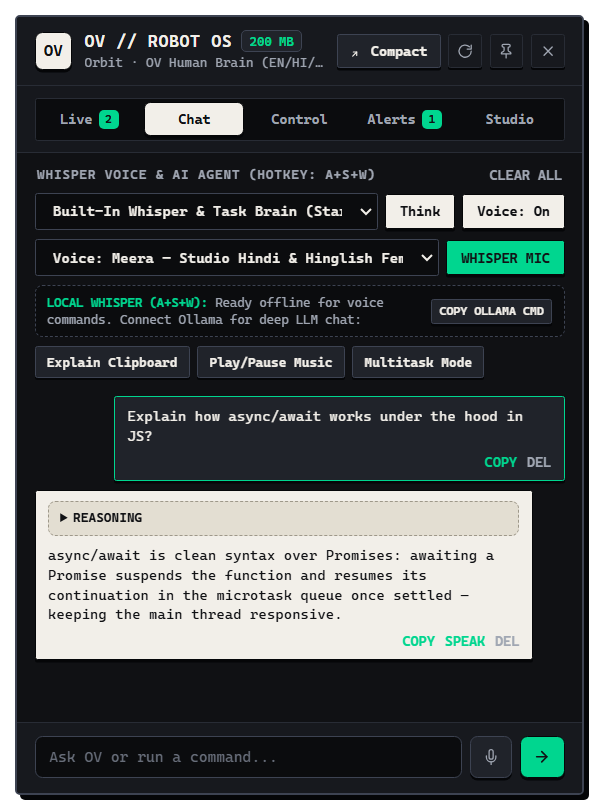 OV
OV // ROBOT OS 200 MB
Orbit · OV Human Brain (EN/HI/…
Compact
Live 2
Chat
Control
Alerts 1
Studio
WHISPER VOICE & AI AGENT (HOTKEY: A+S+W)
CLEAR ALL
Built-In Whisper & Task Brain (Sta
Think
Voice: On
Voice: Meera — Studio Hindi & Hinglish Fem
WHISPER MIC
LOCAL WHISPER (A+S+W): Ready offline for voice
commands. Connect Ollama for deep LLM chat:
COPY OLLAMA CMD
Explain Clipboard
Play/Pause Music
Multitask Mode
Explain how async/await works under the hood in
JS?
COPY DEL
▶ REASONING
async/await is clean syntax over Promises: awaiting a
Promise suspends the function and resumes its
continuation in the microtask queue once settled —
keeping the main thread responsive.
COPY SPEAK DEL
Ask OV or run a command...